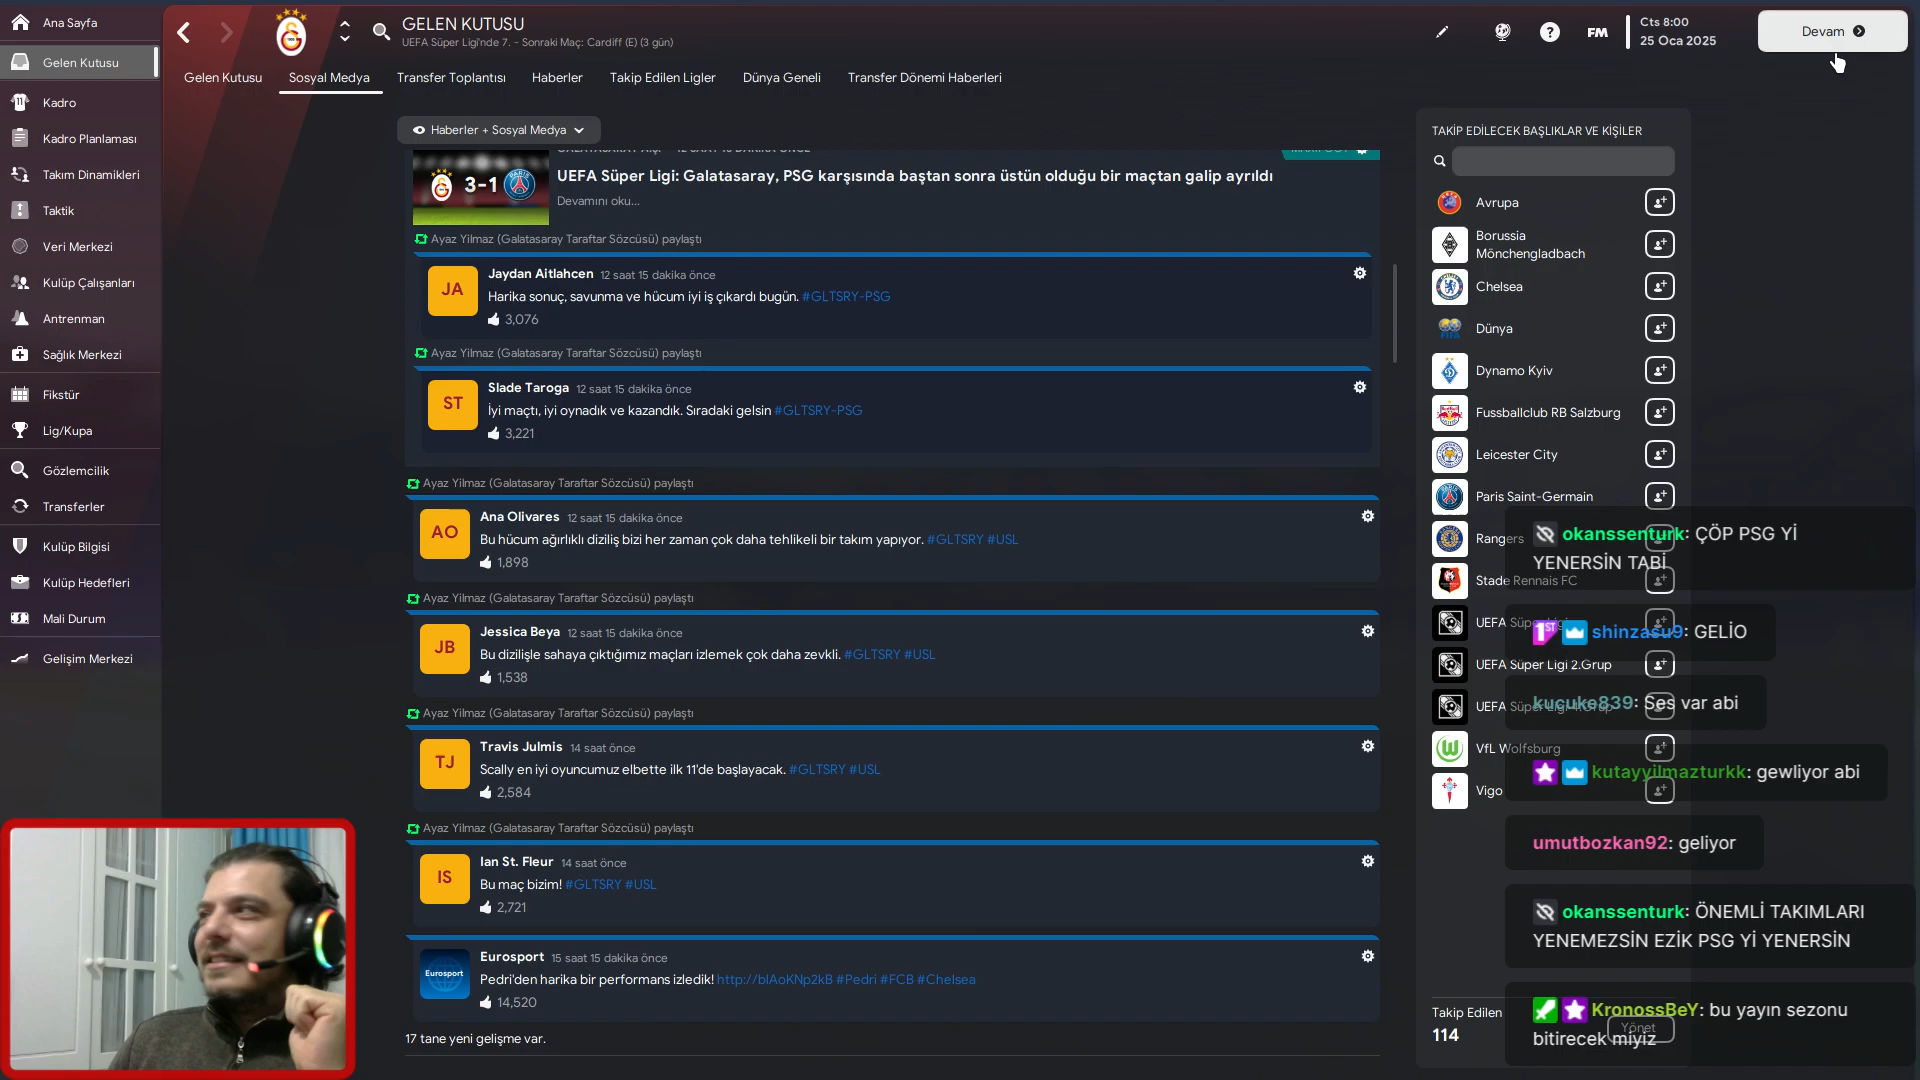 Ana Sayfa
Gelen Kutusu
Kadro
Kadro Planlaması
Takım Dinamikleri
Taktik
Veri Merkezi
Kulüp Çalışanları
Antrenman
Sağlık Merkezi
Fikstür
Lig/Kupa
Gözlemcilik
Transferler
Kulüp Bilgisi
Kulüp Hedefleri
Mali Durum
Gelişim Merkezi
GELEN KUTUSU
UEFA Süper Ligi'nde 7. - Sonraki Maç: Cardiff (E) (3 gün)
FM
Cts 8:00
25 Oca 2025
Devam
Gelen Kutusu Sosyal Medya Transfer Toplantısı Haberler Takip Edilen Ligler Dünya Geneli Transfer Dönemi Haberleri
Haberler + Sosyal Medya
3-1
UEFA Süper Ligi: Galatasaray, PSG karşısında baştan sonra üstün olduğu bir maçtan galip ayrıldı
Devamını oku...
Ayaz Yilmaz (Galatasaray Taraftar Sözcüsü) paylaştı
JA
Jaydan Aitlahcen 12 saat 15 dakika önce
Harika sonuç, savunma ve hücum iyi iş çıkardı bugün. #GLTSRY-PSG
3,076
Ayaz Yilmaz (Galatasaray Taraftar Sözcüsü) paylaştı
ST
Slade Taroga 12 saat 15 dakika önce
İyi maçtı, iyi oynadık ve kazandık. Sıradaki gelsin #GLTSRY-PSG
3,221
Ayaz Yilmaz (Galatasaray Taraftar Sözcüsü) paylaştı
AO
Ana Olivares 12 saat 15 dakika önce
Bu hücum ağırlıklı diziliş bizi her zaman çok daha tehlikeli bir takım yapıyor. #GLTSRY #USL
1,898
Ayaz Yilmaz (Galatasaray Taraftar Sözcüsü) paylaştı
JB
Jessica Beya 12 saat 15 dakika önce
Bu dizilişle sahaya çıktığımız maçları izlemek çok daha zevkli. #GLTSRY #USL
1,538
Ayaz Yilmaz (Galatasaray Taraftar Sözcüsü) paylaştı
TJ
Travis Julmis 14 saat önce
Scally en iyi oyuncumuz elbette ilk 11'de başlayacak. #GLTSRY #USL
2,584
Ayaz Yilmaz (Galatasaray Taraftar Sözcüsü) paylaştı
IS
Ian St. Fleur 14 saat önce
Bu maç bizim! #GLTSRY #USL
2,721
Eurosport
Eurosport 15 saat 15 dakika önce
Pedri'den harika bir performans izledik! http://blAoKNp2kB #Pedri #FCB #Chelsea
14,520
17 tane yeni gelişme var.
TAKİP EDİLECEK BAŞLIKLAR VE KİŞİLER
Avrupa
Borussia
Mönchengladbach
Chelsea
Dünya
Dynamo Kyiv
Fussballclub RB Salzburg
Leicester City
Paris Saint-Germain
Rangers
Stade Rennais FC
UEFA Süper Ligi
UEFA Süper Ligi 2.Grup
UEFA Süper Ligi
VfL Wolfsburg
Vigo
Takip Edilen
114
Yönet
okanssenturk: ÇÖP PSG Yİ
YENERSİN TABİ
1ST shinzasu9: GELİO
kucuke839: Ses var abi
kutayyilmazturkk: gewliyor abi
umutbozkan92: geliyor
okanssenturk: ÖNEMLİ TAKIMLARI
YENEMEZSİN EZİK PSG Yİ YENERSİN
KronossBeY: bu yayın sezonu
bitirecek miyiz